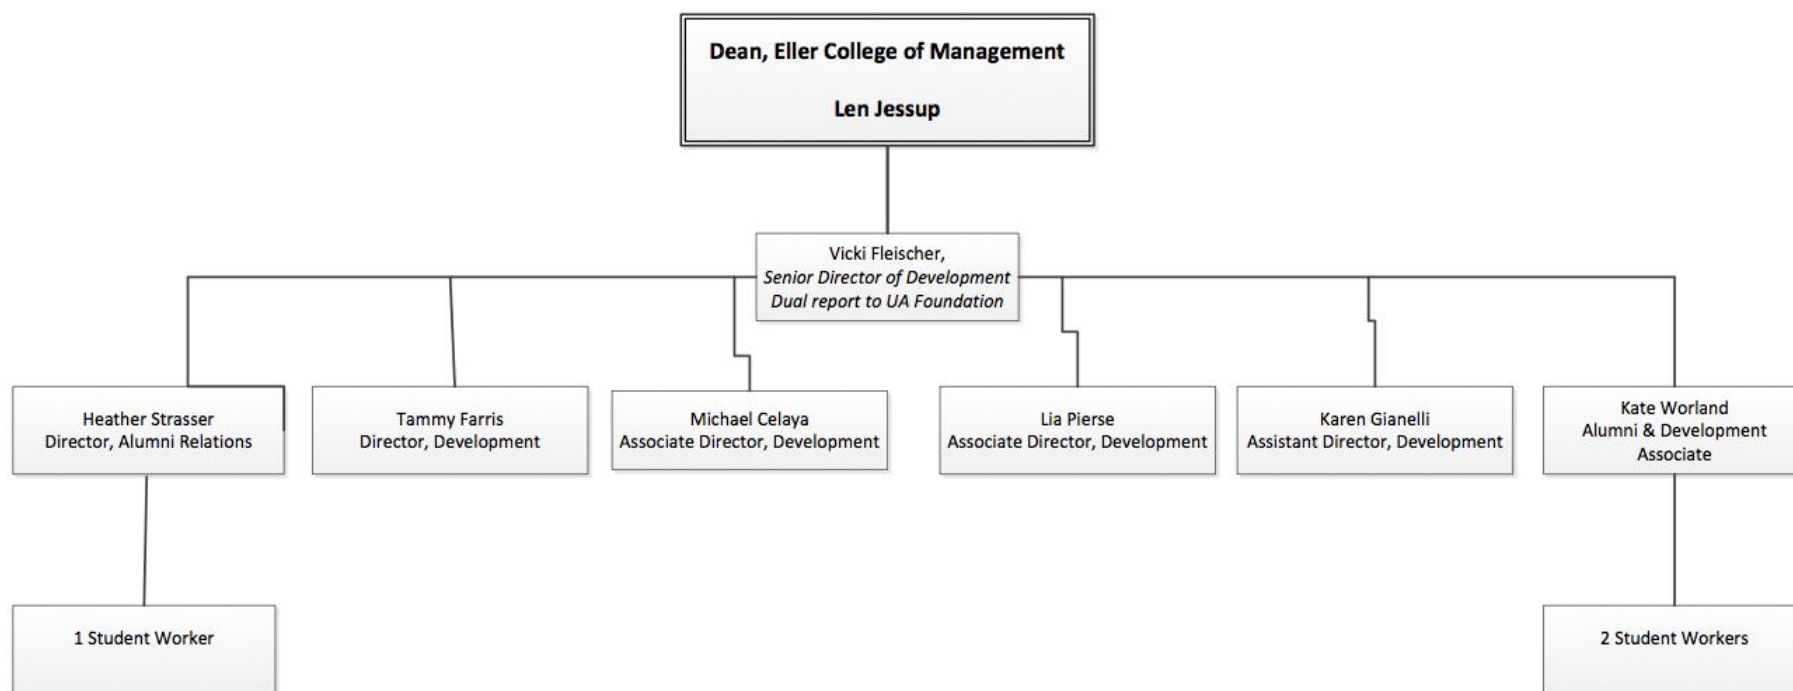 Dean, Eller College of Management
Len Jessup
Vicki Fleischer,
Senior Director of Development
Dual report to UA Foundation
Heather Strasser
Director, Alumni Relations
Tammy Farris
Director, Development
Michael Celaya
Associate Director, Development
Lia Pierse
Associate Director, Development
Karen Gianelli
Assistant Director, Development
Kate Worland
Alumni & Development
Associate
1 Student Worker
2 Student Workers